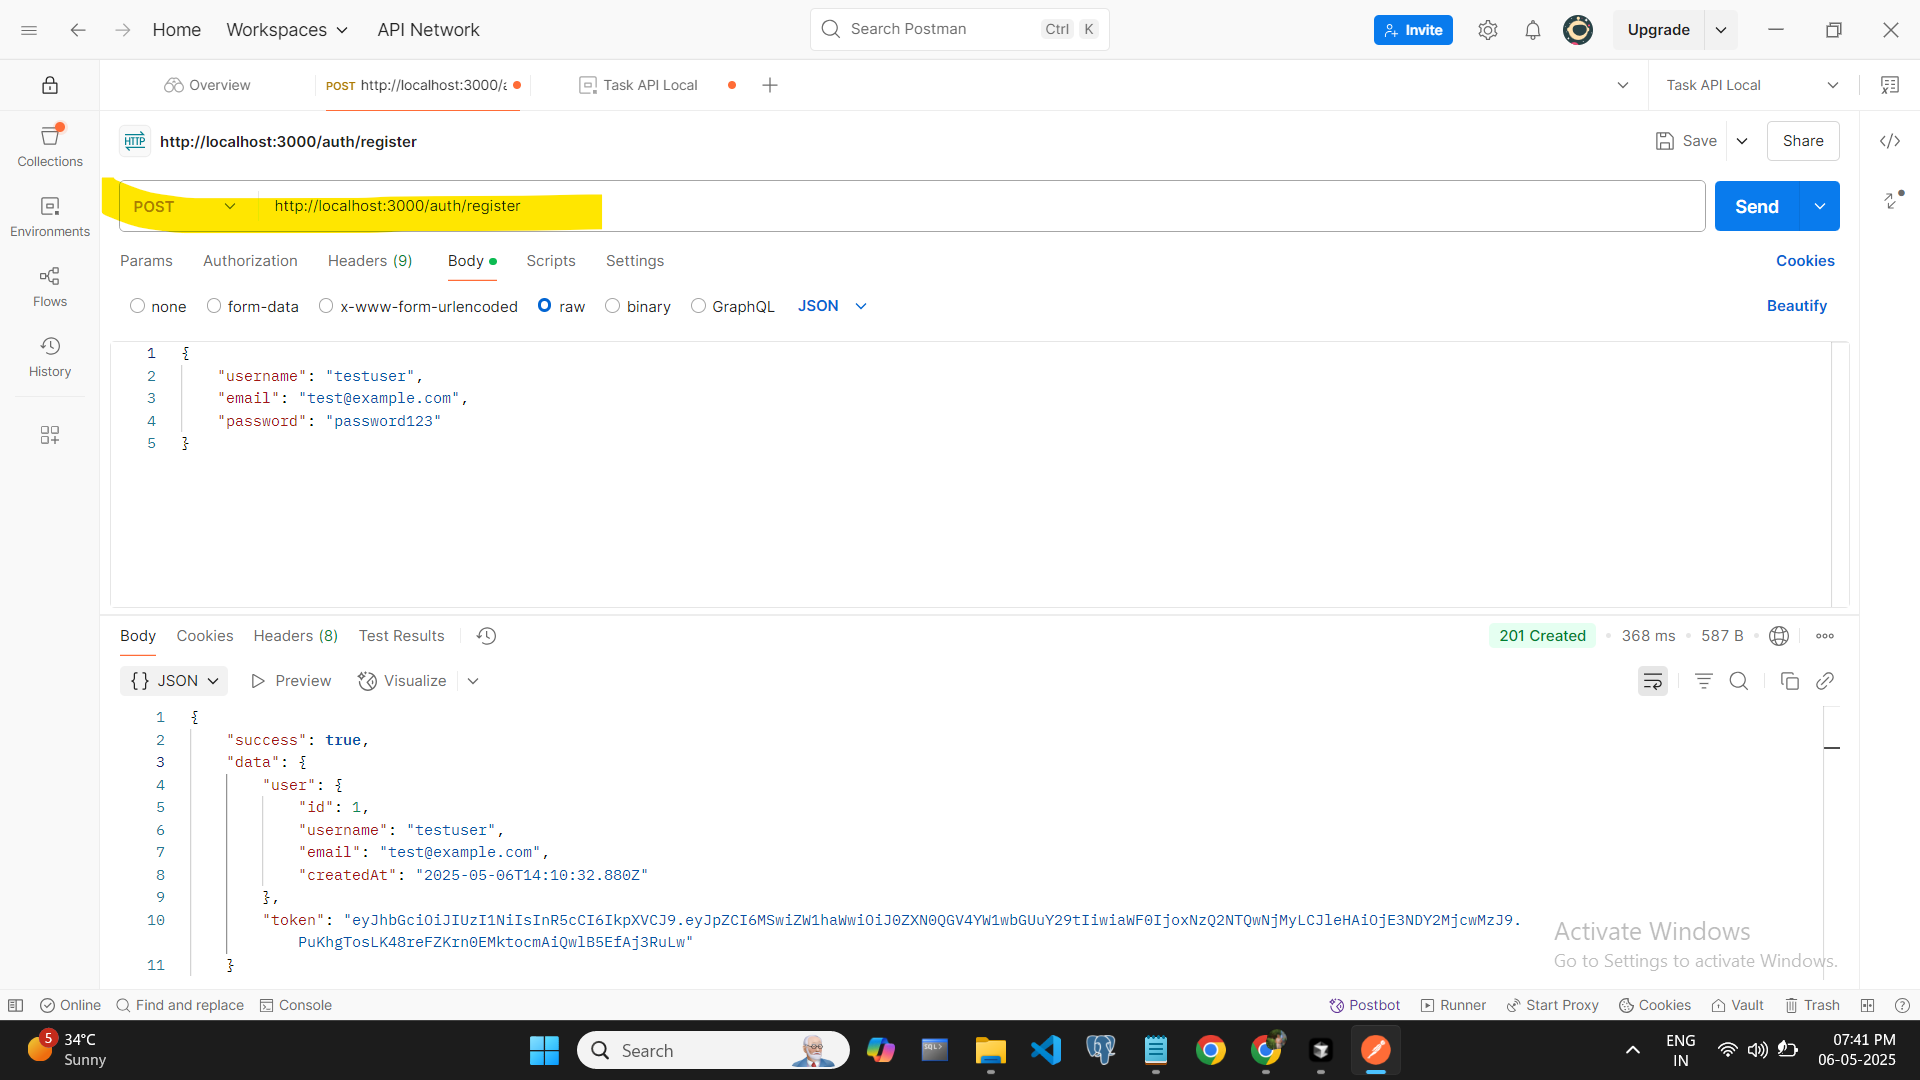 Home
Workspaces
API Network
Search Postman
Ctrl
K
Invite
Upgrade
Overview
POST http://localhost:3000/a
Task API Local
Task API Local
Collections
Environments
Flows
History
HTTP
http://localhost:3000/auth/register
Save
Share
POST
http://localhost:3000/auth/register
Send
Params
Authorization
Headers (9)
Body
Scripts
Settings
Cookies
none
form-data
x-www-form-urlencoded
raw
binary
GraphQL
JSON
Beautify
1 {
2 "username": "testuser",
3 "email": "test@example.com",
4 "password": "password123"
5 }
Body
Cookies
Headers (8)
Test Results
201 Created
368 ms
587 B
{} JSON
Preview
Visualize
1 {
2 "success": true,
3 "data": {
4 "user": {
5 "id": 1,
6 "username": "testuser",
7 "email": "test@example.com",
8 "createdAt": "2025-05-06T14:10:32.880Z"
9 },
10 "token": "eyJhbGciOiJIUzI1NiIsInR5cCI6IkpXVCJ9.eyJpZCI6MSwiZW1haWwiOiJ0ZXN0QGV4YW1wbGUuY29tIiwiaWF0IjoxNzQ2NTQwNjMyLCJleHAiOjE3NDY2MjcwMzJ9.
PuKhgTosLK48reFZKrn0EMktocmAiQwlB5EfAj3RuLw"
11 }
Activate Windows
Go to Settings to activate Windows.
Online
Find and replace
Console
Postbot
Runner
Start Proxy
Cookies
Vault
Trash
5
34°C
Sunny
Search
SQL>
ENG
IN
07:41 PM
06-05-2025